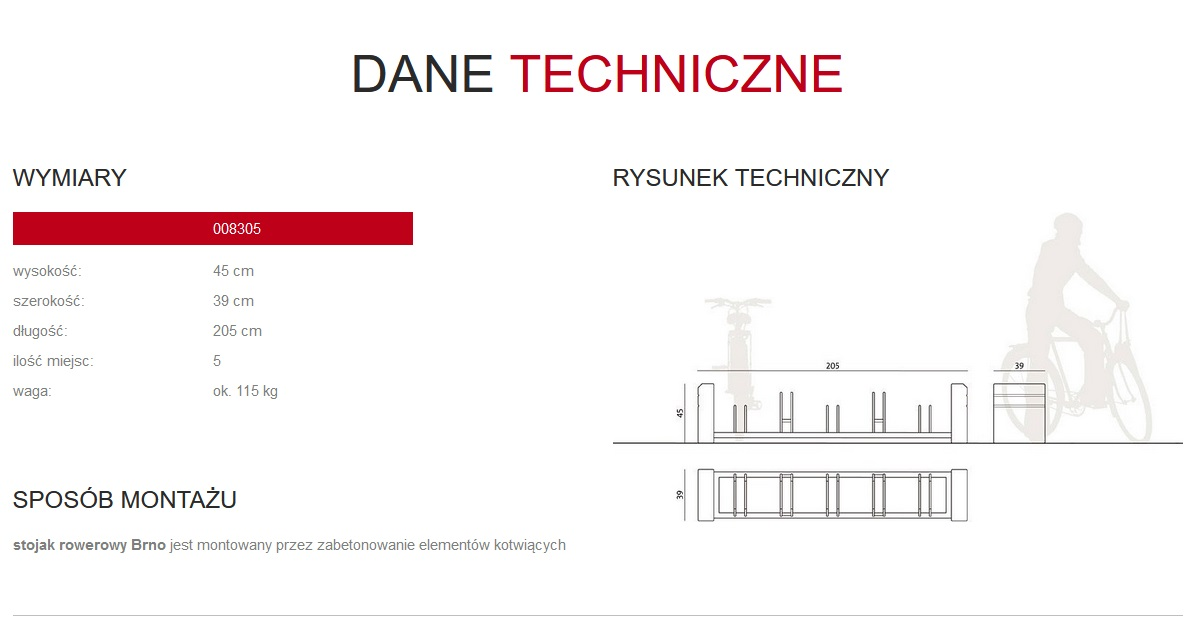 DANE TECHNICZNE
WYMIARY
008305
wysokość: 45 cm
szerokość: 39 cm
długość: 205 cm
ilość miejsc: 5
waga: ok. 115 kg
SPOSÓB MONTAŻU
stojak rowerowy Brno jest montowany przez zabetonowanie elementów kotwiących
RYSUNEK TECHNICZNY
205
39
45
39